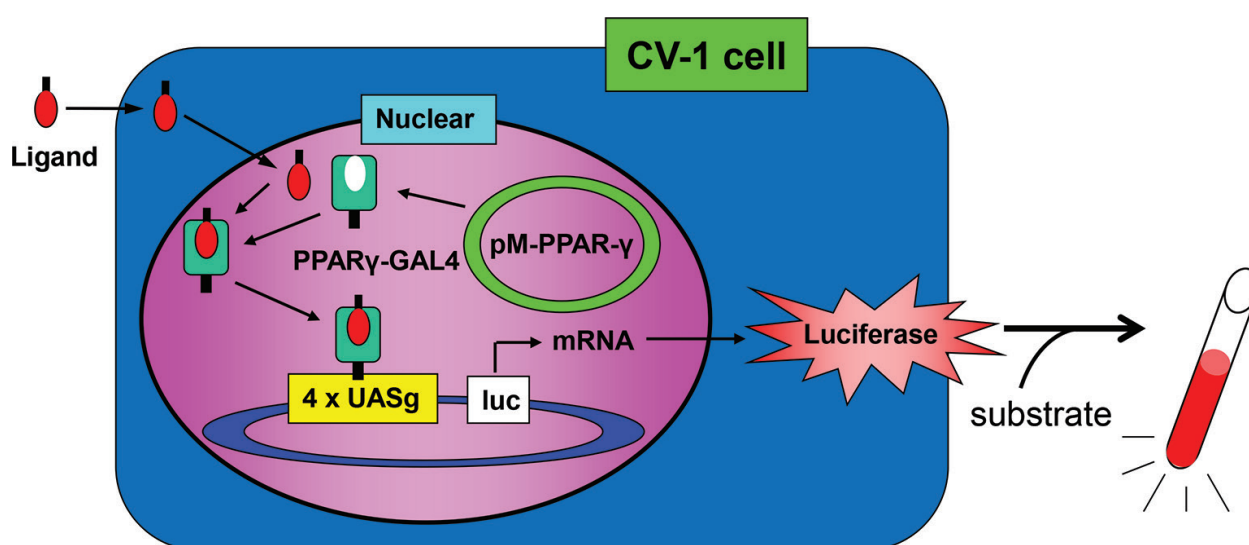 CV-1 cell
Nuclear
Ligand
PPARγ-GAL4
pM-PPAR-γ
mRNA
Luciferase
4 x UASg
luc
substrate